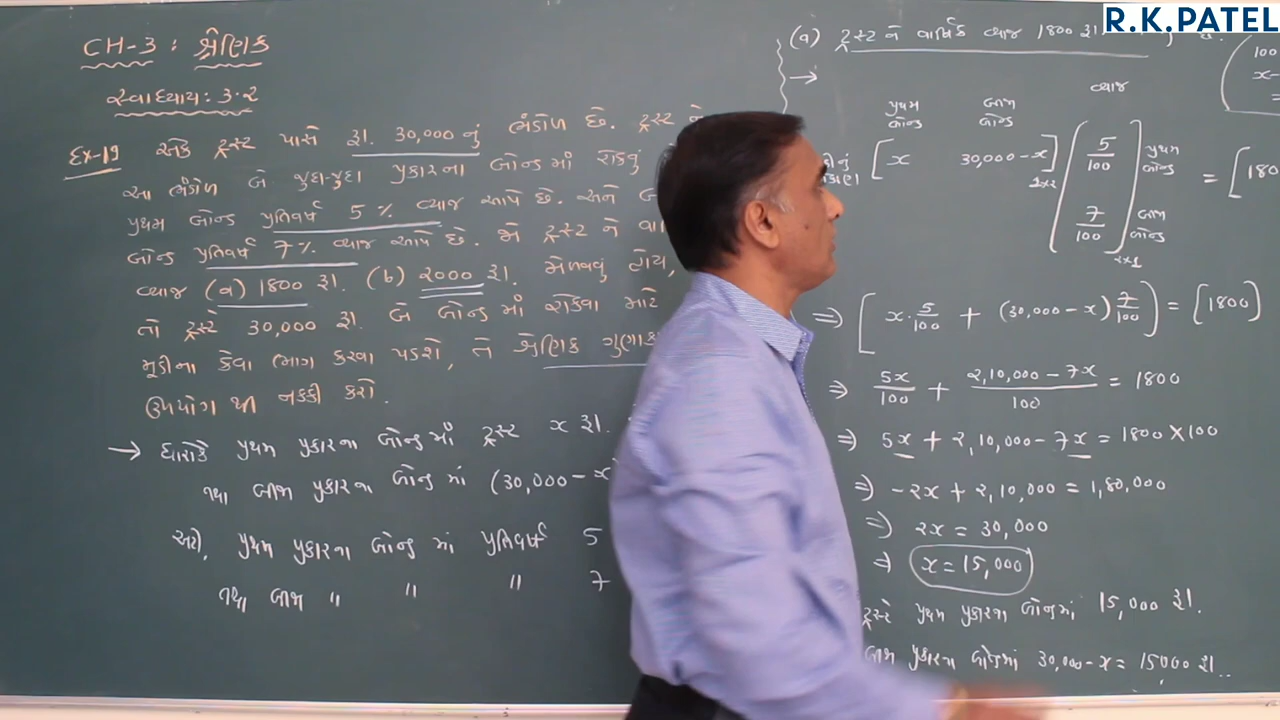 R.K.PATEL
CH-3 : શ્રેણિક
સ્વાધ્યાય: 3.2
Ex-19 એક ટ્રસ્ટ પાસે રૂા. 30,000 નું ભંડોળ છે. ટ્રસ્ટ ને
આ ભંડોળ બે જુદા-જુદા પ્રકારના બોન્ડ માં રોકવું
પ્રથમ બોન્ડ પ્રતિવર્ષ 5 % વ્યાજ આપે છે. અને
બોન્ડ પ્રતિવર્ષ 7 % વ્યાજ આપે છે. જો ટ્રસ્ટ ને
વ્યાજ (a) 1800 રૂા. (b) 2000 રૂા. મેળવવું હોય,
તો ટ્રસ્ટે 30,000 રૂા. બે બોન્ડ માં રોકવા માટે
મૂડીના કેવા ભાગ કરવા પડશે, તે શ્રેણિક
ઉપયોગ થી નક્કી કરો.
→ ધારોકે પ્રથમ પ્રકારના બોન્ડ માં ટ્રસ્ટ x રૂા.
તથા બીજા પ્રકારના બોન્ડ માં (30,000 - x)
અહીં, પ્રથમ પ્રકારના બોન્ડ માં પ્રતિવર્ષ 5
તથા બીજા " " " 7
(a) ટ્રસ્ટ ને વાર્ષિક વ્યાજ 1800 રૂા.
→
વ્યાજ
પ્રથમ બોન્ડ બીજા બોન્ડ
[ x 30,000 - x ] 1x2 [ 5/100 7/100 ] 2x1 પ્રથમ બોન્ડ બીજા બોન્ડ = [ 180
⇒ [ x · 5/100 + (30,000 - x) 7/100 ] = [1800]
⇒ 5x/100 + 2,10,000 - 7x/100 = 1800
⇒ 5x + 2,10,000 - 7x = 1800 × 100
⇒ -2x + 2,10,000 = 1,80,000
⇒ 2x = 30,000
⇒ x = 15,000
ટ્રસ્ટે પ્રથમ પ્રકારના બોન્ડમાં 15,000 રૂા.
બીજા પ્રકારના બોન્ડમાં 30,000 - x = 15000 રૂા..